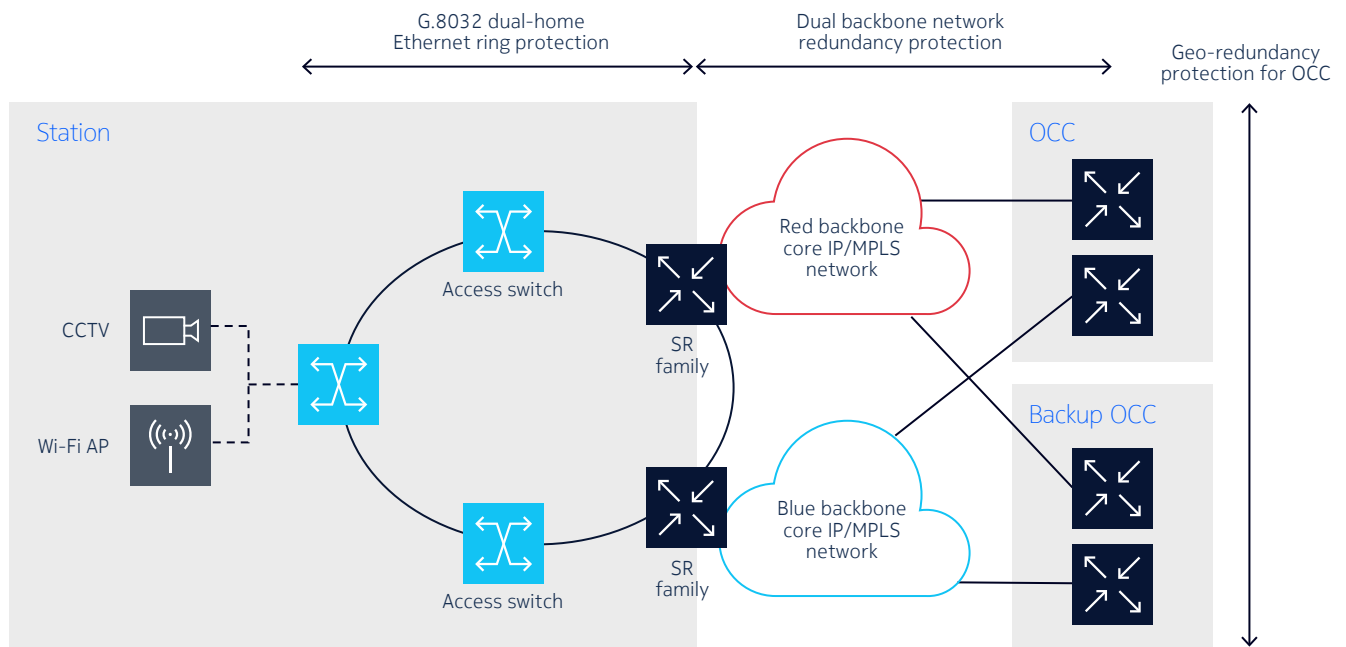 G.8032 dual-home
Ethernet ring protection
Dual backbone network
redundancy protection
Geo-redundancy
protection for OCC
Station
OCC
Red backbone
core IP/MPLS
network
Access switch
CCTV
SR
family
Backup OCC
Wi-Fi AP
Blue backbone
core IP/MPLS
network
SR
family
Access switch